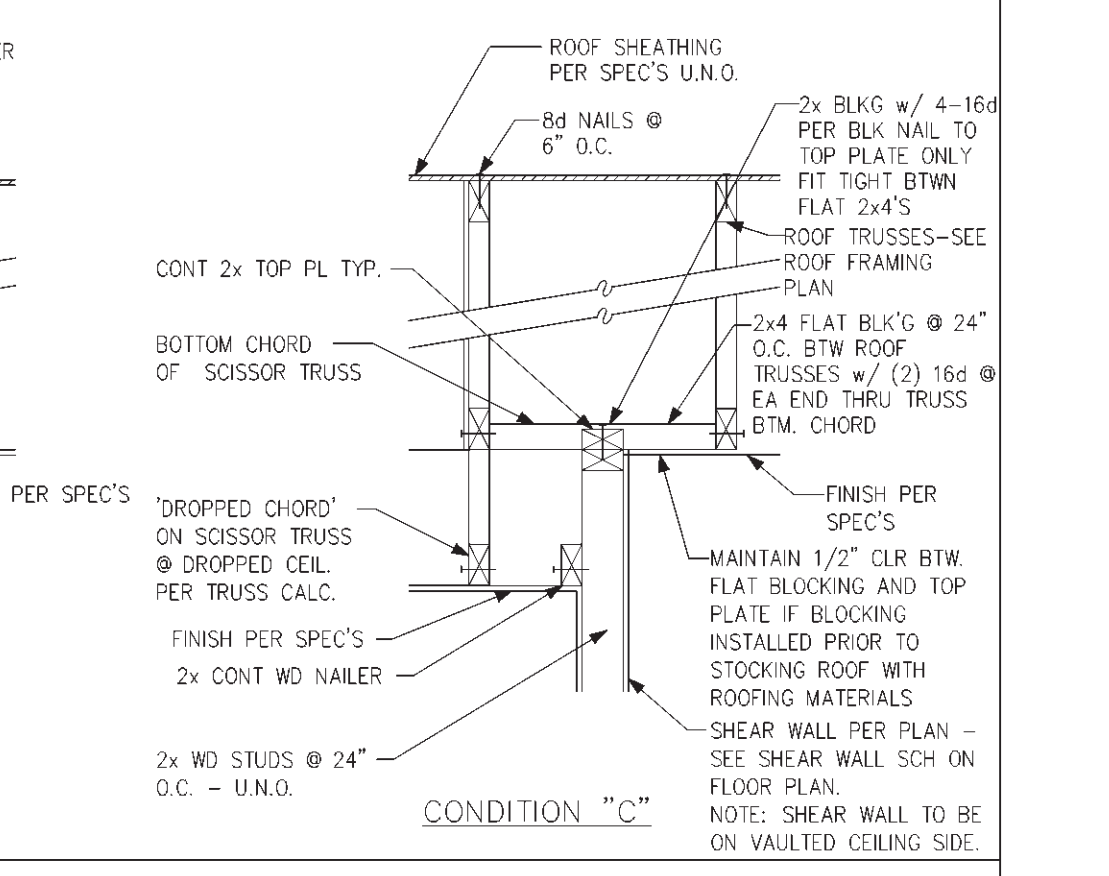 ER
ROOF SHEATHING
PER SPEC'S U.N.O.
8d NAILS @
6" O.C.
2x BLKG w/ 4-16d
PER BLK NAIL TO
TOP PLATE ONLY
FIT TIGHT BTWN
FLAT 2x4'S
ROOF TRUSSES-SEE
ROOF FRAMING
PLAN
CONT 2x TOP PL TYP.
BOTTOM CHORD
OF SCISSOR TRUSS
2x4 FLAT BLK'G @ 24"
O.C. BTW ROOF
TRUSSES w/ (2) 16d @
EA END THRU TRUSS
BTM. CHORD
PER SPEC'S
'DROPPED CHORD'
ON SCISSOR TRUSS
@ DROPPED CEIL.
PER TRUSS CALC.
FINISH PER
SPEC'S
MAINTAIN 1/2" CLR BTW.
FLAT BLOCKING AND TOP
PLATE IF BLOCKING
INSTALLED PRIOR TO
STOCKING ROOF WITH
ROOFING MATERIALS
FINISH PER SPEC'S
2x CONT WD NAILER
2x WD STUDS @ 24"
O.C. - U.N.O.
SHEAR WALL PER PLAN -
SEE SHEAR WALL SCH ON
FLOOR PLAN.
NOTE: SHEAR WALL TO BE
ON VAULTED CEILING SIDE.
CONDITION "C"